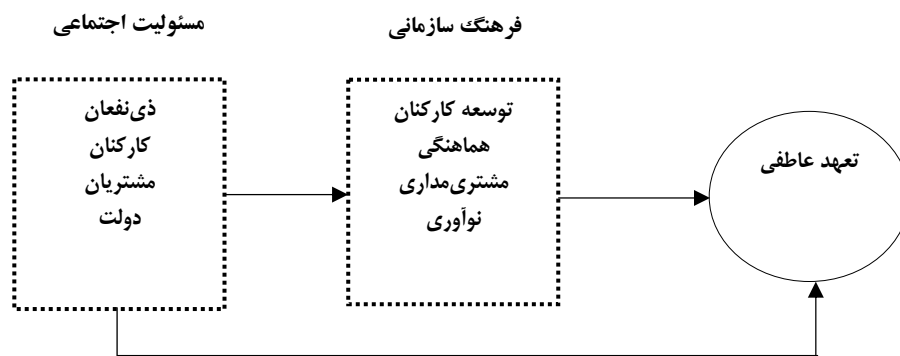 مسئولیت اجتماعی
ذی‌نفعان
کارکنان
مشتریان
دولت
فرهنگ سازمانی
توسعه کارکنان
هماهنگی
مشتری‌مداری
نوآوری
تعهد عاطفی